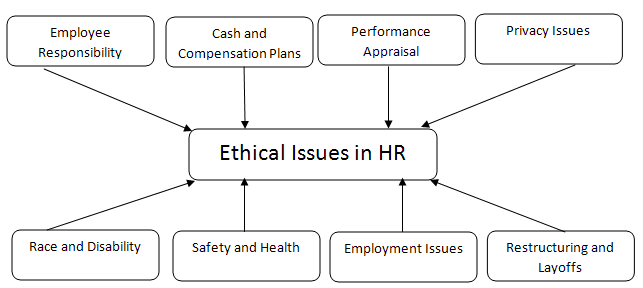 Employee
Responsibility
Cash and
Compensation Plans
Performance
Appraisal
Privacy Issues
Ethical Issues in HR
Race and Disability
Safety and Health
Employment Issues
Restructuring and
Layoffs